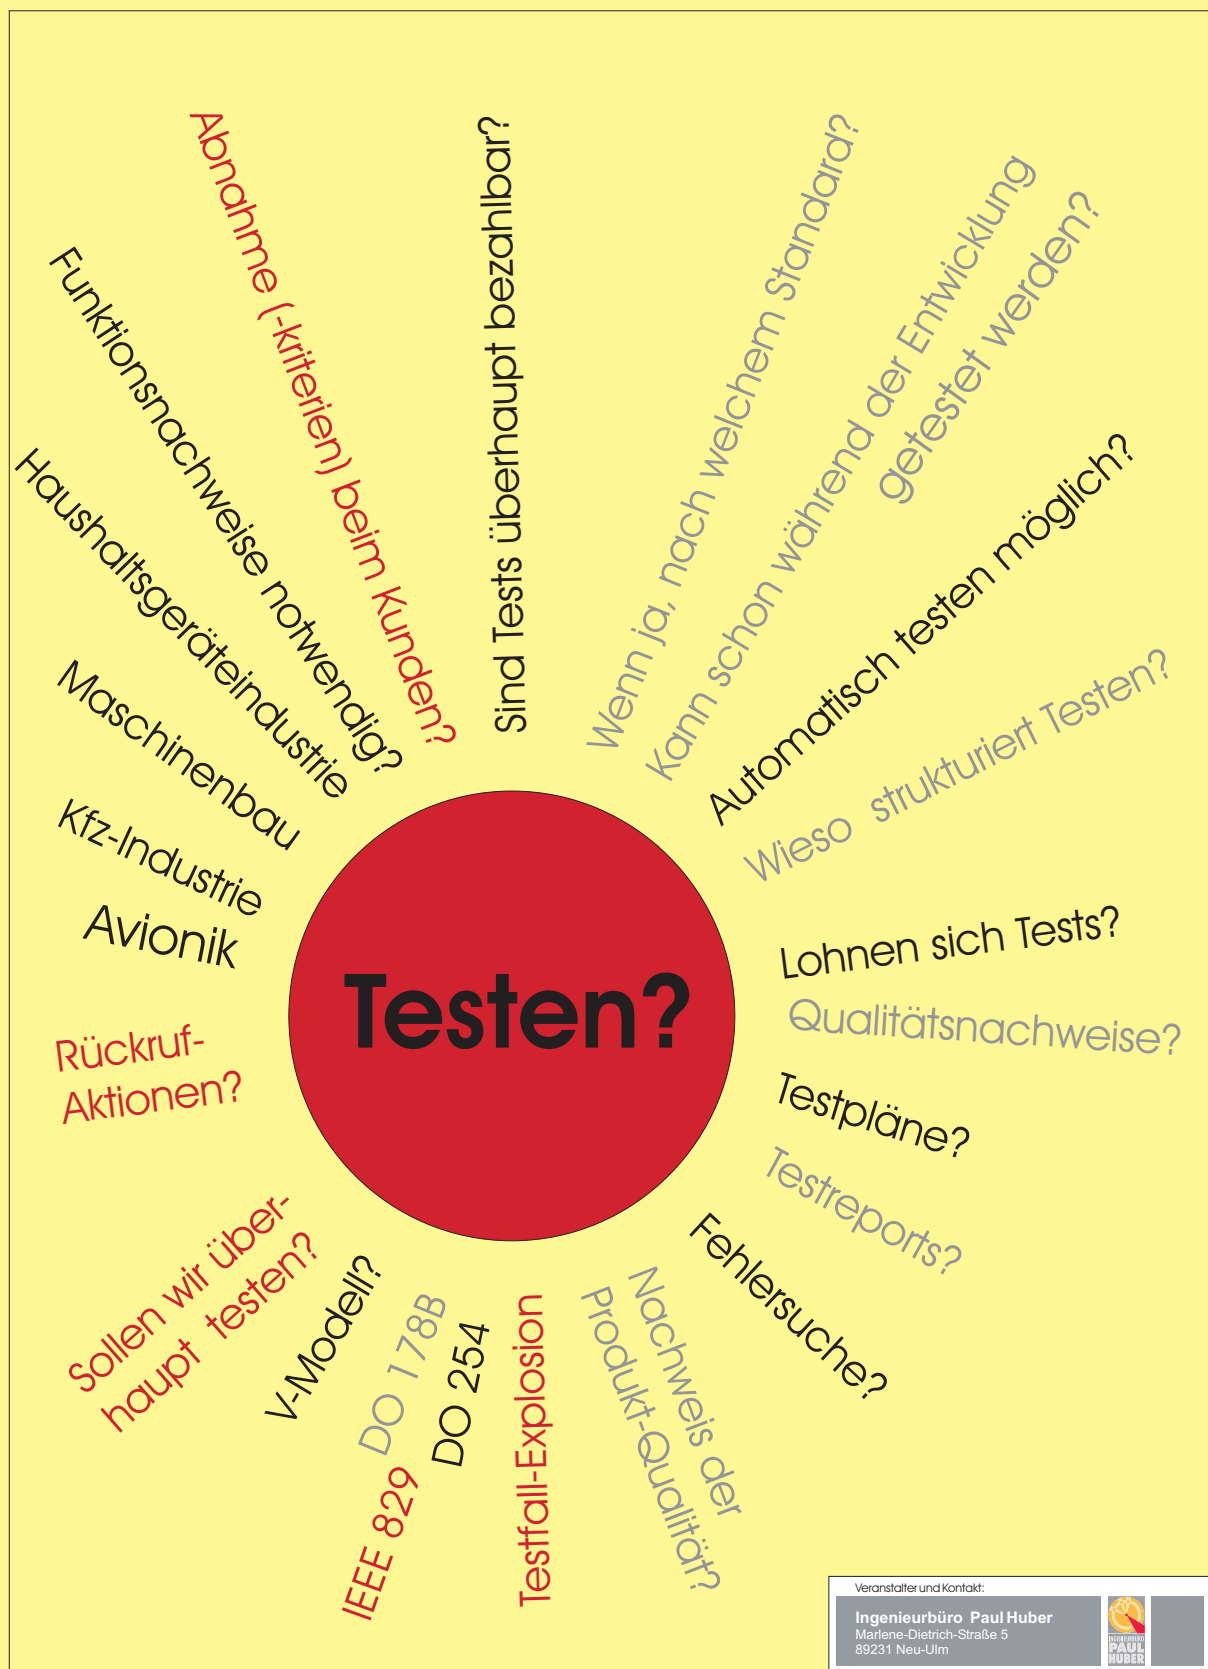 Abnahme (-kriterien) beim Kunden?
Sind Tests überhaupt bezahlbar?
Wenn ja, nach welchem Standard?
Kann schon während der Entwicklung
getestet werden?
Funktionsnachweise notwendig?
Haushaltsgeräteindustrie
Automatisch testen möglich?
Maschinenbau
Wieso strukturiert Testen?
Kfz-Industrie
Avionik
Lohnen sich Tests?
Testen?
Qualitätsnachweise?
Rückruf-
Aktionen?
Testpläne?
Testreports?
Sollen wir über-
haupt testen?
Fehlersuche?
V-Modell?
DO 178B
IEEE 829
DO 254
Testfall-Explosion
Nachweis der
Produkt-Qualität?
Veranstalter und Kontakt:
Ingenieurbüro Paul Huber
Marlene-Dietrich-Straße 5
89231 Neu-Ulm
INGENIEURBÜRO
PAUL
HUBER